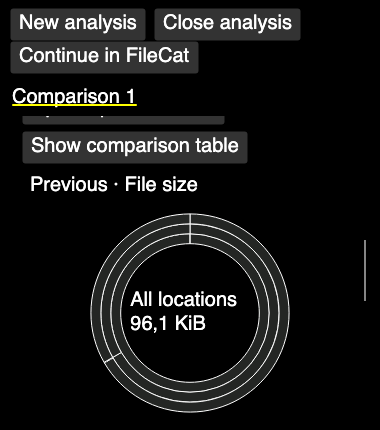 New analysis Close analysis
Continue in FileCat
Comparison 1
Show comparison table
Previous · File size
All locations
96,1 KiB